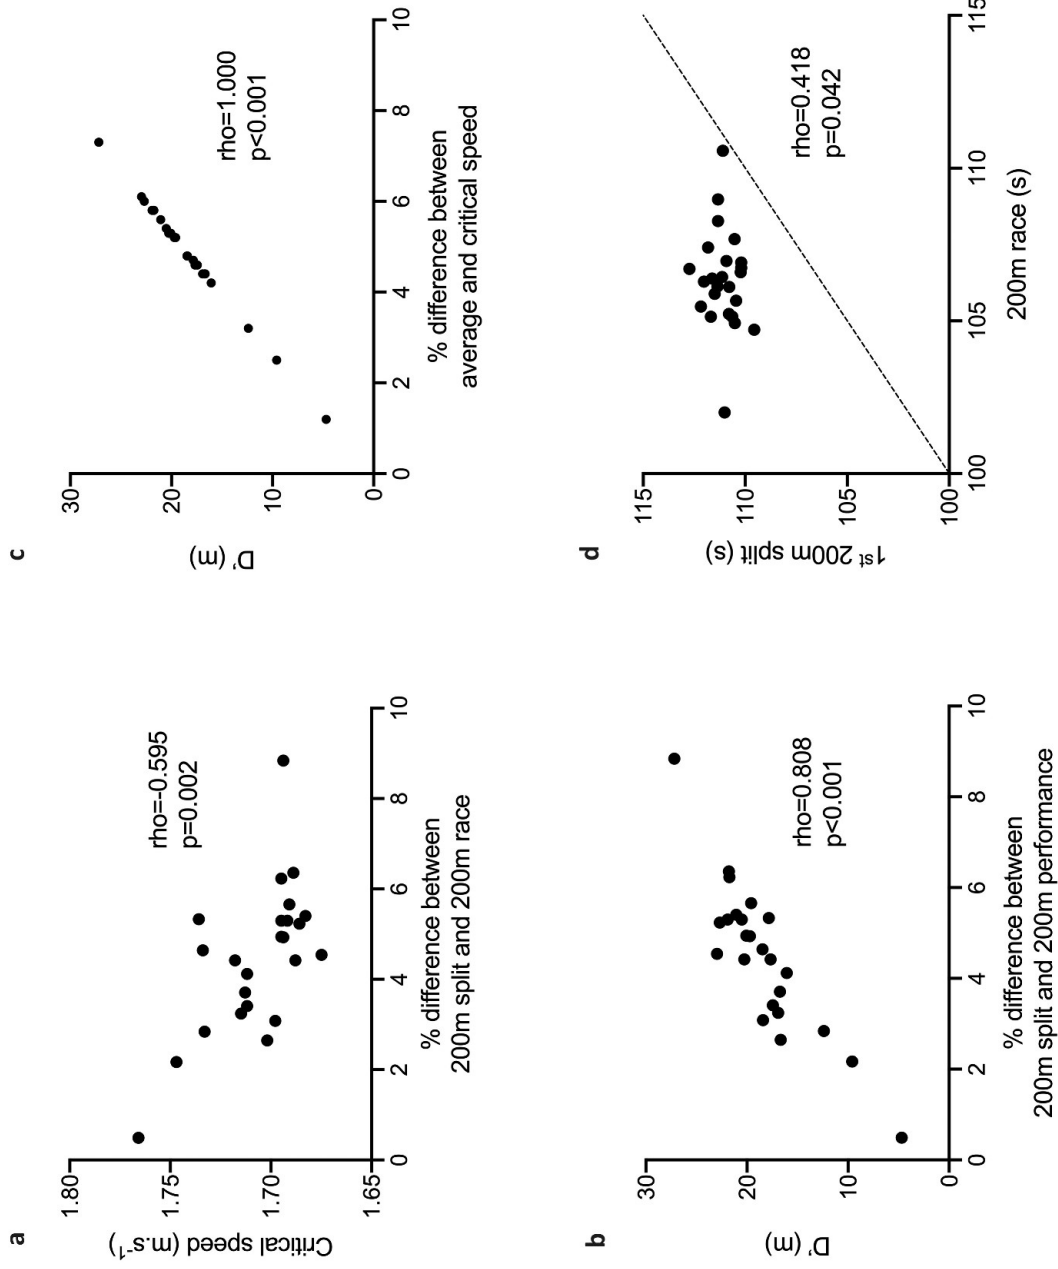 a
Critical speed (m.s⁻¹)
1.80
1.75
1.70
1.65
0
2
4
6
8
10
rho=-0.595
p=0.002
% difference between
200m split and 200m race
b
D' (m)
30
20
10
0
0
2
4
6
8
10
rho=0.808
p<0.001
% difference between
200m split and 200m performance
c
D' (m)
30
20
10
0
0
2
4
6
8
10
rho=1.000
p<0.001
% difference between
average and critical speed
d
1ˢᵗ 200m split (s)
115
110
105
100
100
105
110
115
rho=0.418
p=0.042
200m race (s)